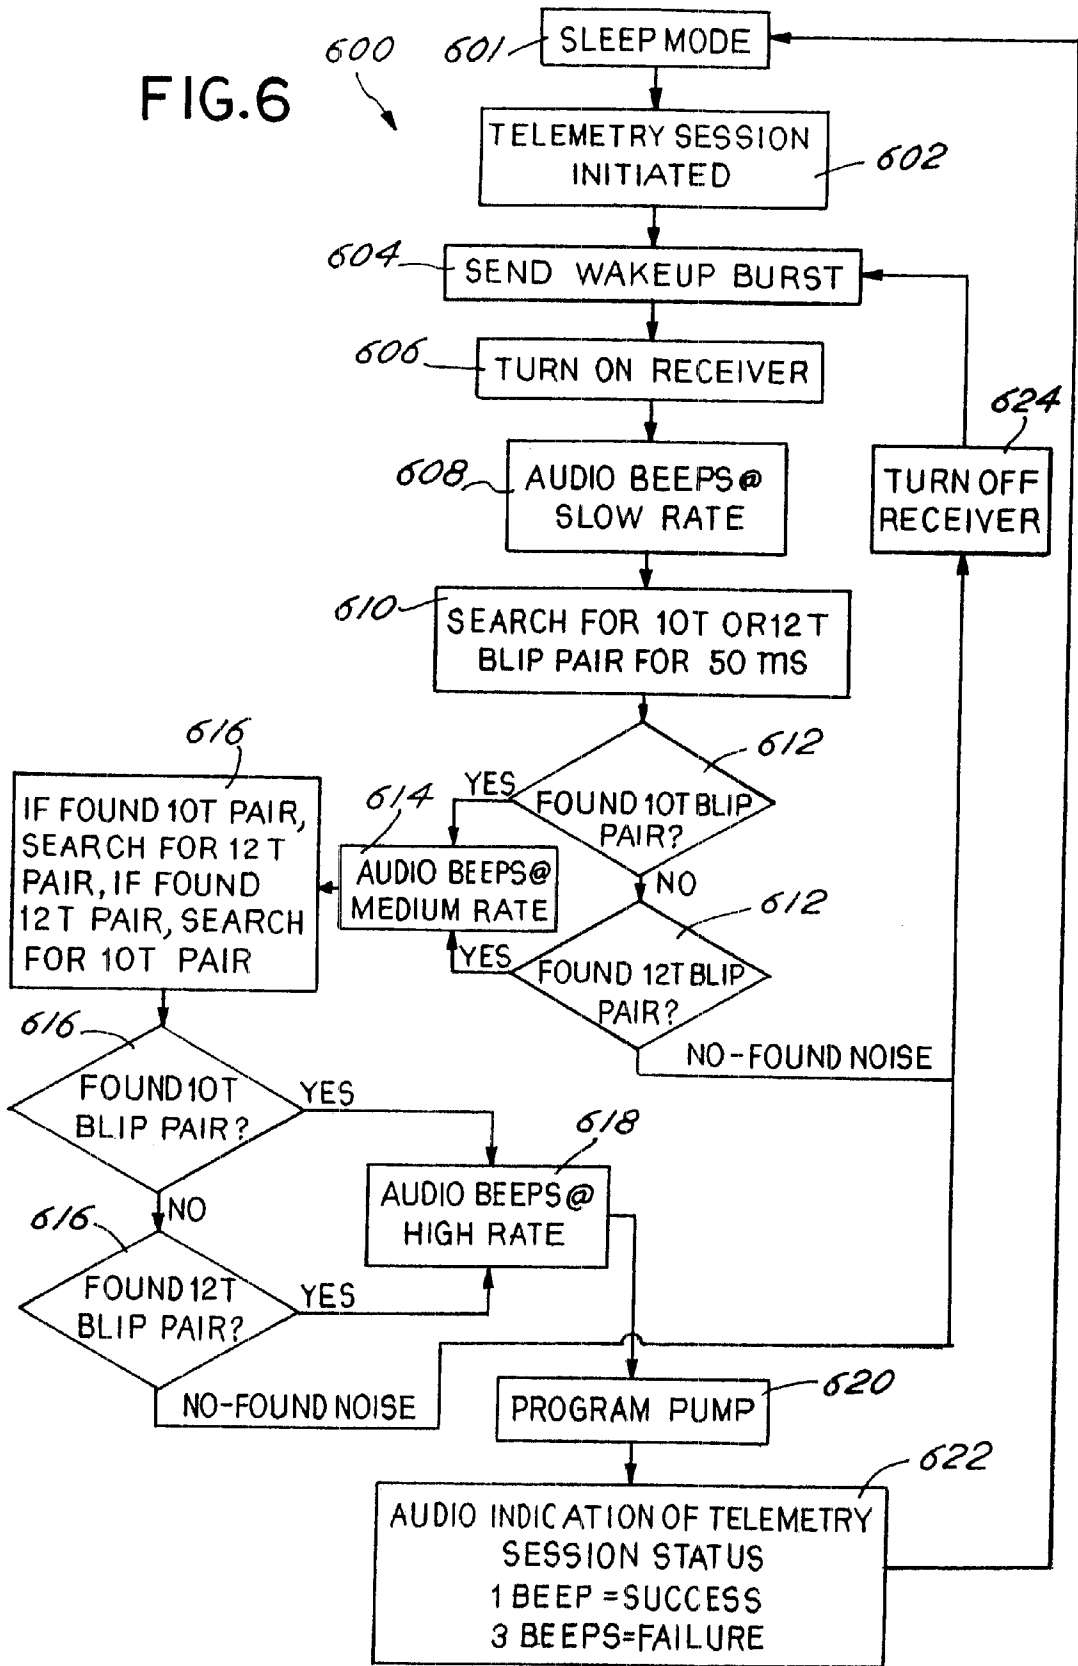 FIG.6
600
601
SLEEP MODE
TELEMETRY SESSION
INITIATED
602
604
SEND WAKEUP BURST
606
TURN ON RECEIVER
624
TURN OFF
RECEIVER
608
AUDIO BEEPS @
SLOW RATE
610
SEARCH FOR 10T OR 12T
BLIP PAIR FOR 50 mS
612
FOUND 10T BLIP
PAIR?
YES
NO
614
AUDIO BEEPS @
MEDIUM RATE
612
FOUND 12T BLIP
PAIR?
YES
NO-FOUND NOISE
616
IF FOUND 10T PAIR,
SEARCH FOR 12T
PAIR, IF FOUND
12T PAIR, SEARCH
FOR 10T PAIR
616
FOUND 10T
BLIP PAIR?
YES
NO
618
AUDIO BEEPS @
HIGH RATE
616
FOUND 12T
BLIP PAIR?
YES
NO-FOUND NOISE
620
PROGRAM PUMP
622
AUDIO INDICATION OF TELEMETRY
SESSION STATUS
1 BEEP = SUCCESS
3 BEEPS = FAILURE